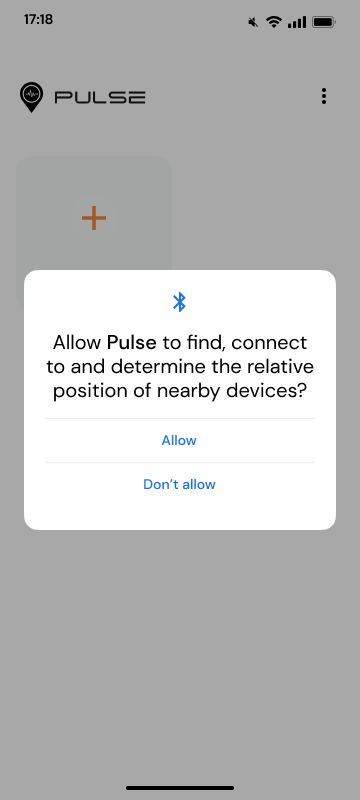 17:18
PULSE
Allow Pulse to find, connect
to and determine the relative
position of nearby devices?
Allow
Don’t allow